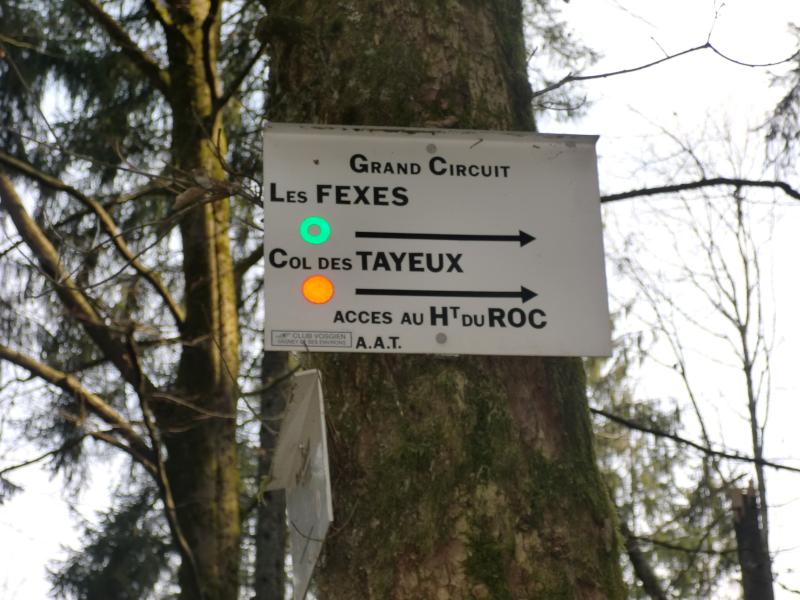 GRAND CIRCUIT
LES FEXES
COL DES TAYEUX
ACCES AU HT DU ROC
CLUB VOSGIEN
A.A.T.